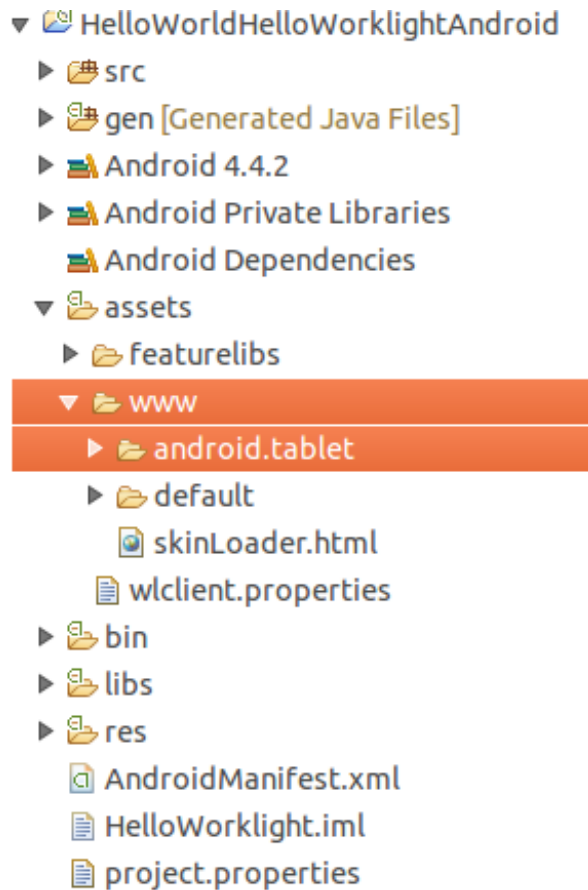 HelloWorldHelloWorklightAndroid
src
gen [Generated Java Files]
Android 4.4.2
Android Private Libraries
Android Dependencies
assets
featurelibs
www
android.tablet
default
skinLoader.html
wlclient.properties
bin
libs
res
AndroidManifest.xml
HelloWorklight.iml
project.properties